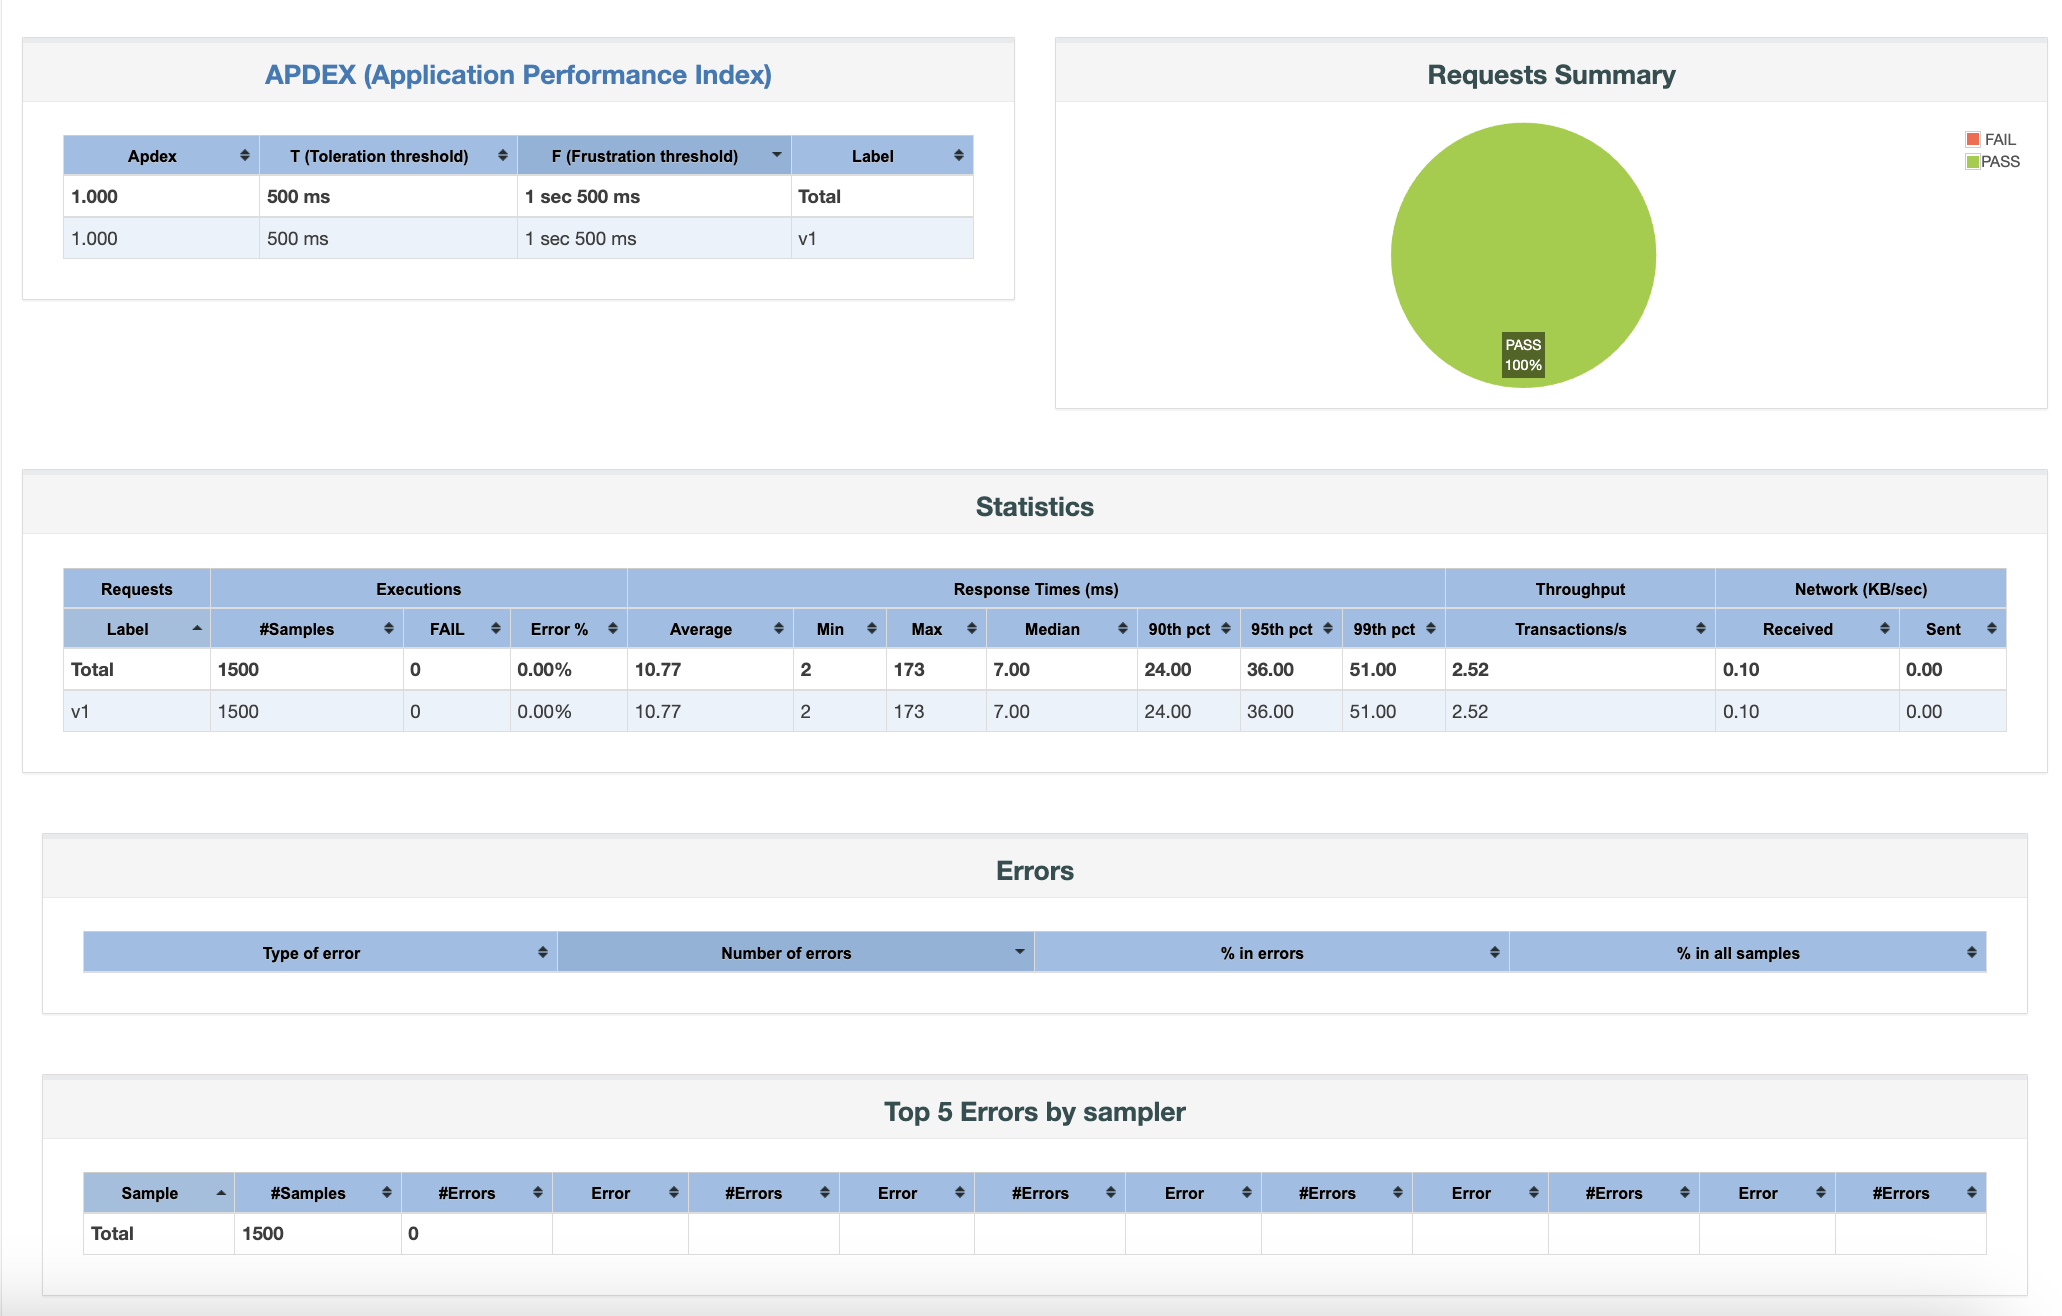 APDEX (Application Performance Index)
Apdex T (Toleration threshold) F (Frustration threshold) Label
1.000 500 ms 1 sec 500 ms Total
1.000 500 ms 1 sec 500 ms v1
Requests Summary
FAIL
PASS
PASS
100%
Statistics
Requests Executions Response Times (ms) Throughput Network (KB/sec)
Label #Samples FAIL Error % Average Min Max Median 90th pct 95th pct 99th pct Transactions/s Received Sent
Total 1500 0 0.00% 10.77 2 173 7.00 24.00 36.00 51.00 2.52 0.10 0.00
v1 1500 0 0.00% 10.77 2 173 7.00 24.00 36.00 51.00 2.52 0.10 0.00
Errors
Type of error Number of errors % in errors % in all samples
Top 5 Errors by sampler
Sample #Samples #Errors Error #Errors Error #Errors Error #Errors Error #Errors Error #Errors
Total 1500 0